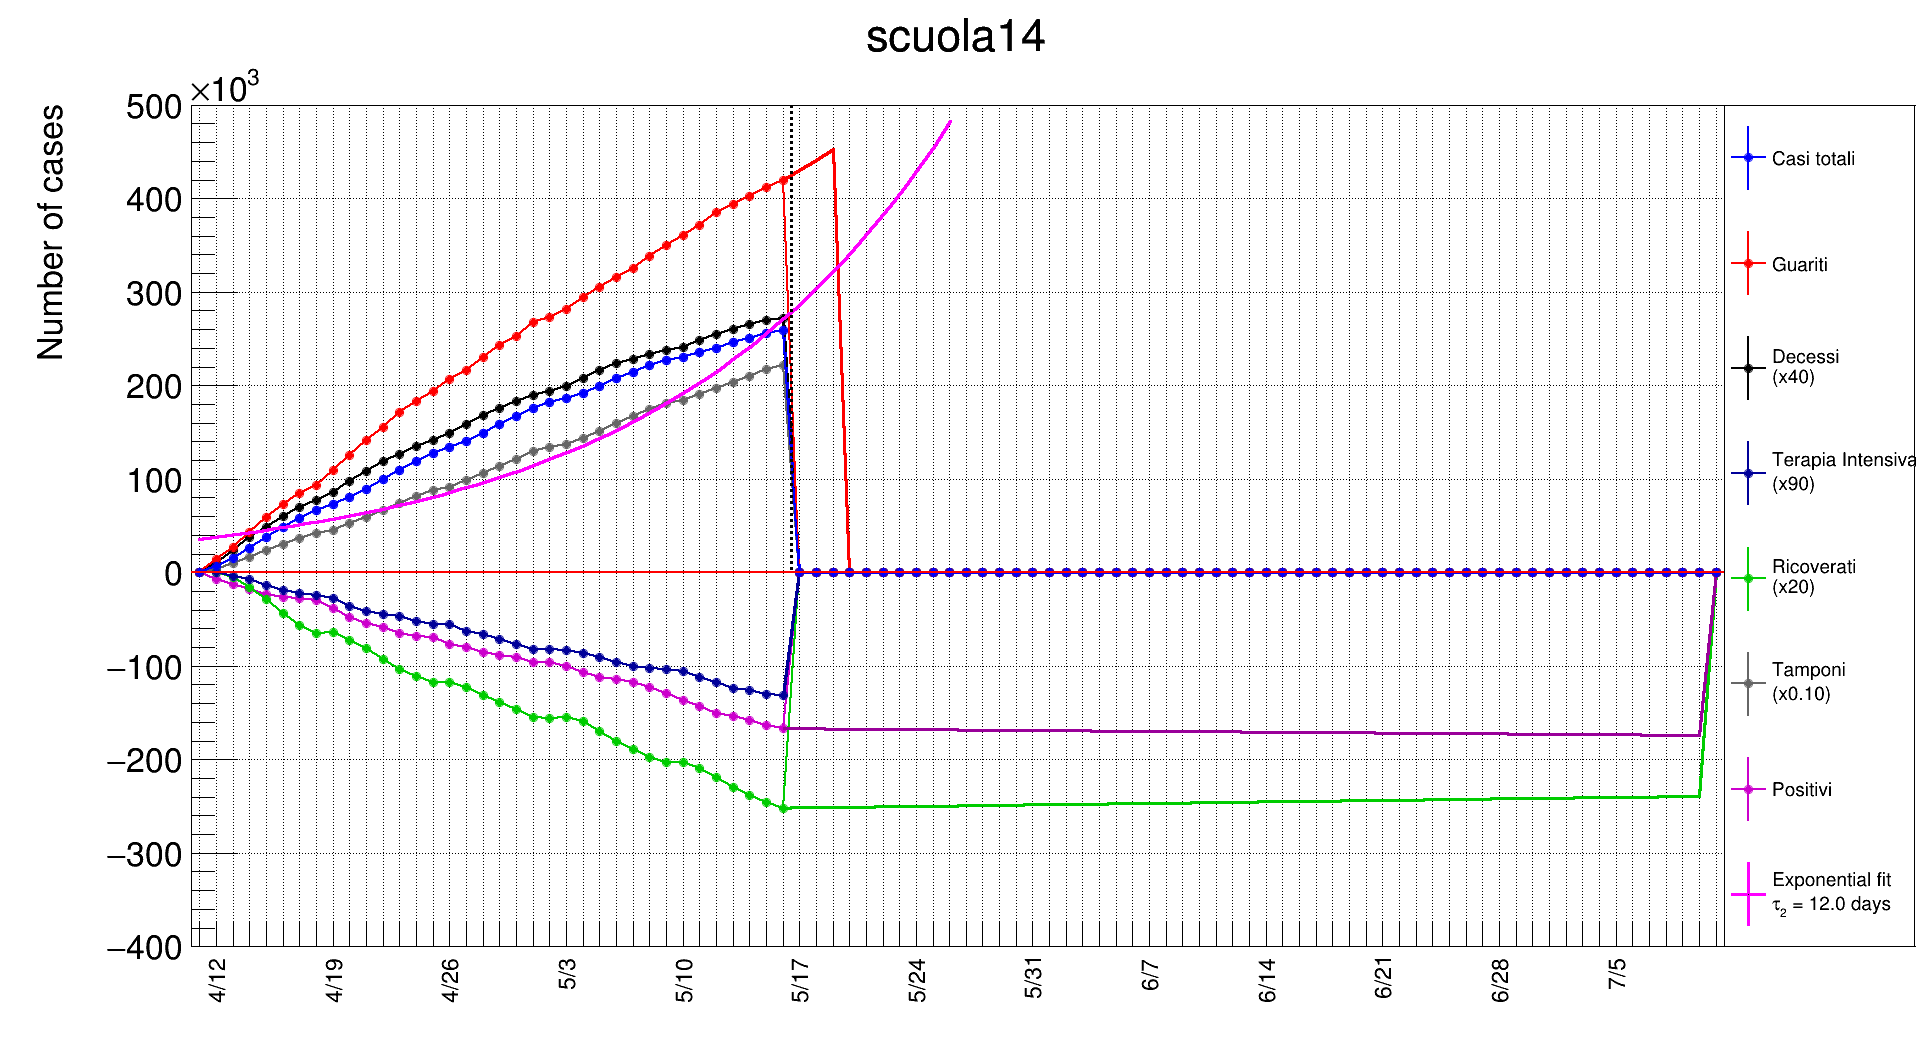 scuola14
×10³
Number of cases
500
400
300
200
100
0
−100
−200
−300
−400
4/12
4/19
4/26
5/3
5/10
5/17
5/24
5/31
6/7
6/14
6/21
6/28
7/5
Casi totali
Guariti
Decessi
(x40)
Terapia Intensiva
(x90)
Ricoverati
(x20)
Tamponi
(x0.10)
Positivi
Exponential fit
τ₂ = 12.0 days